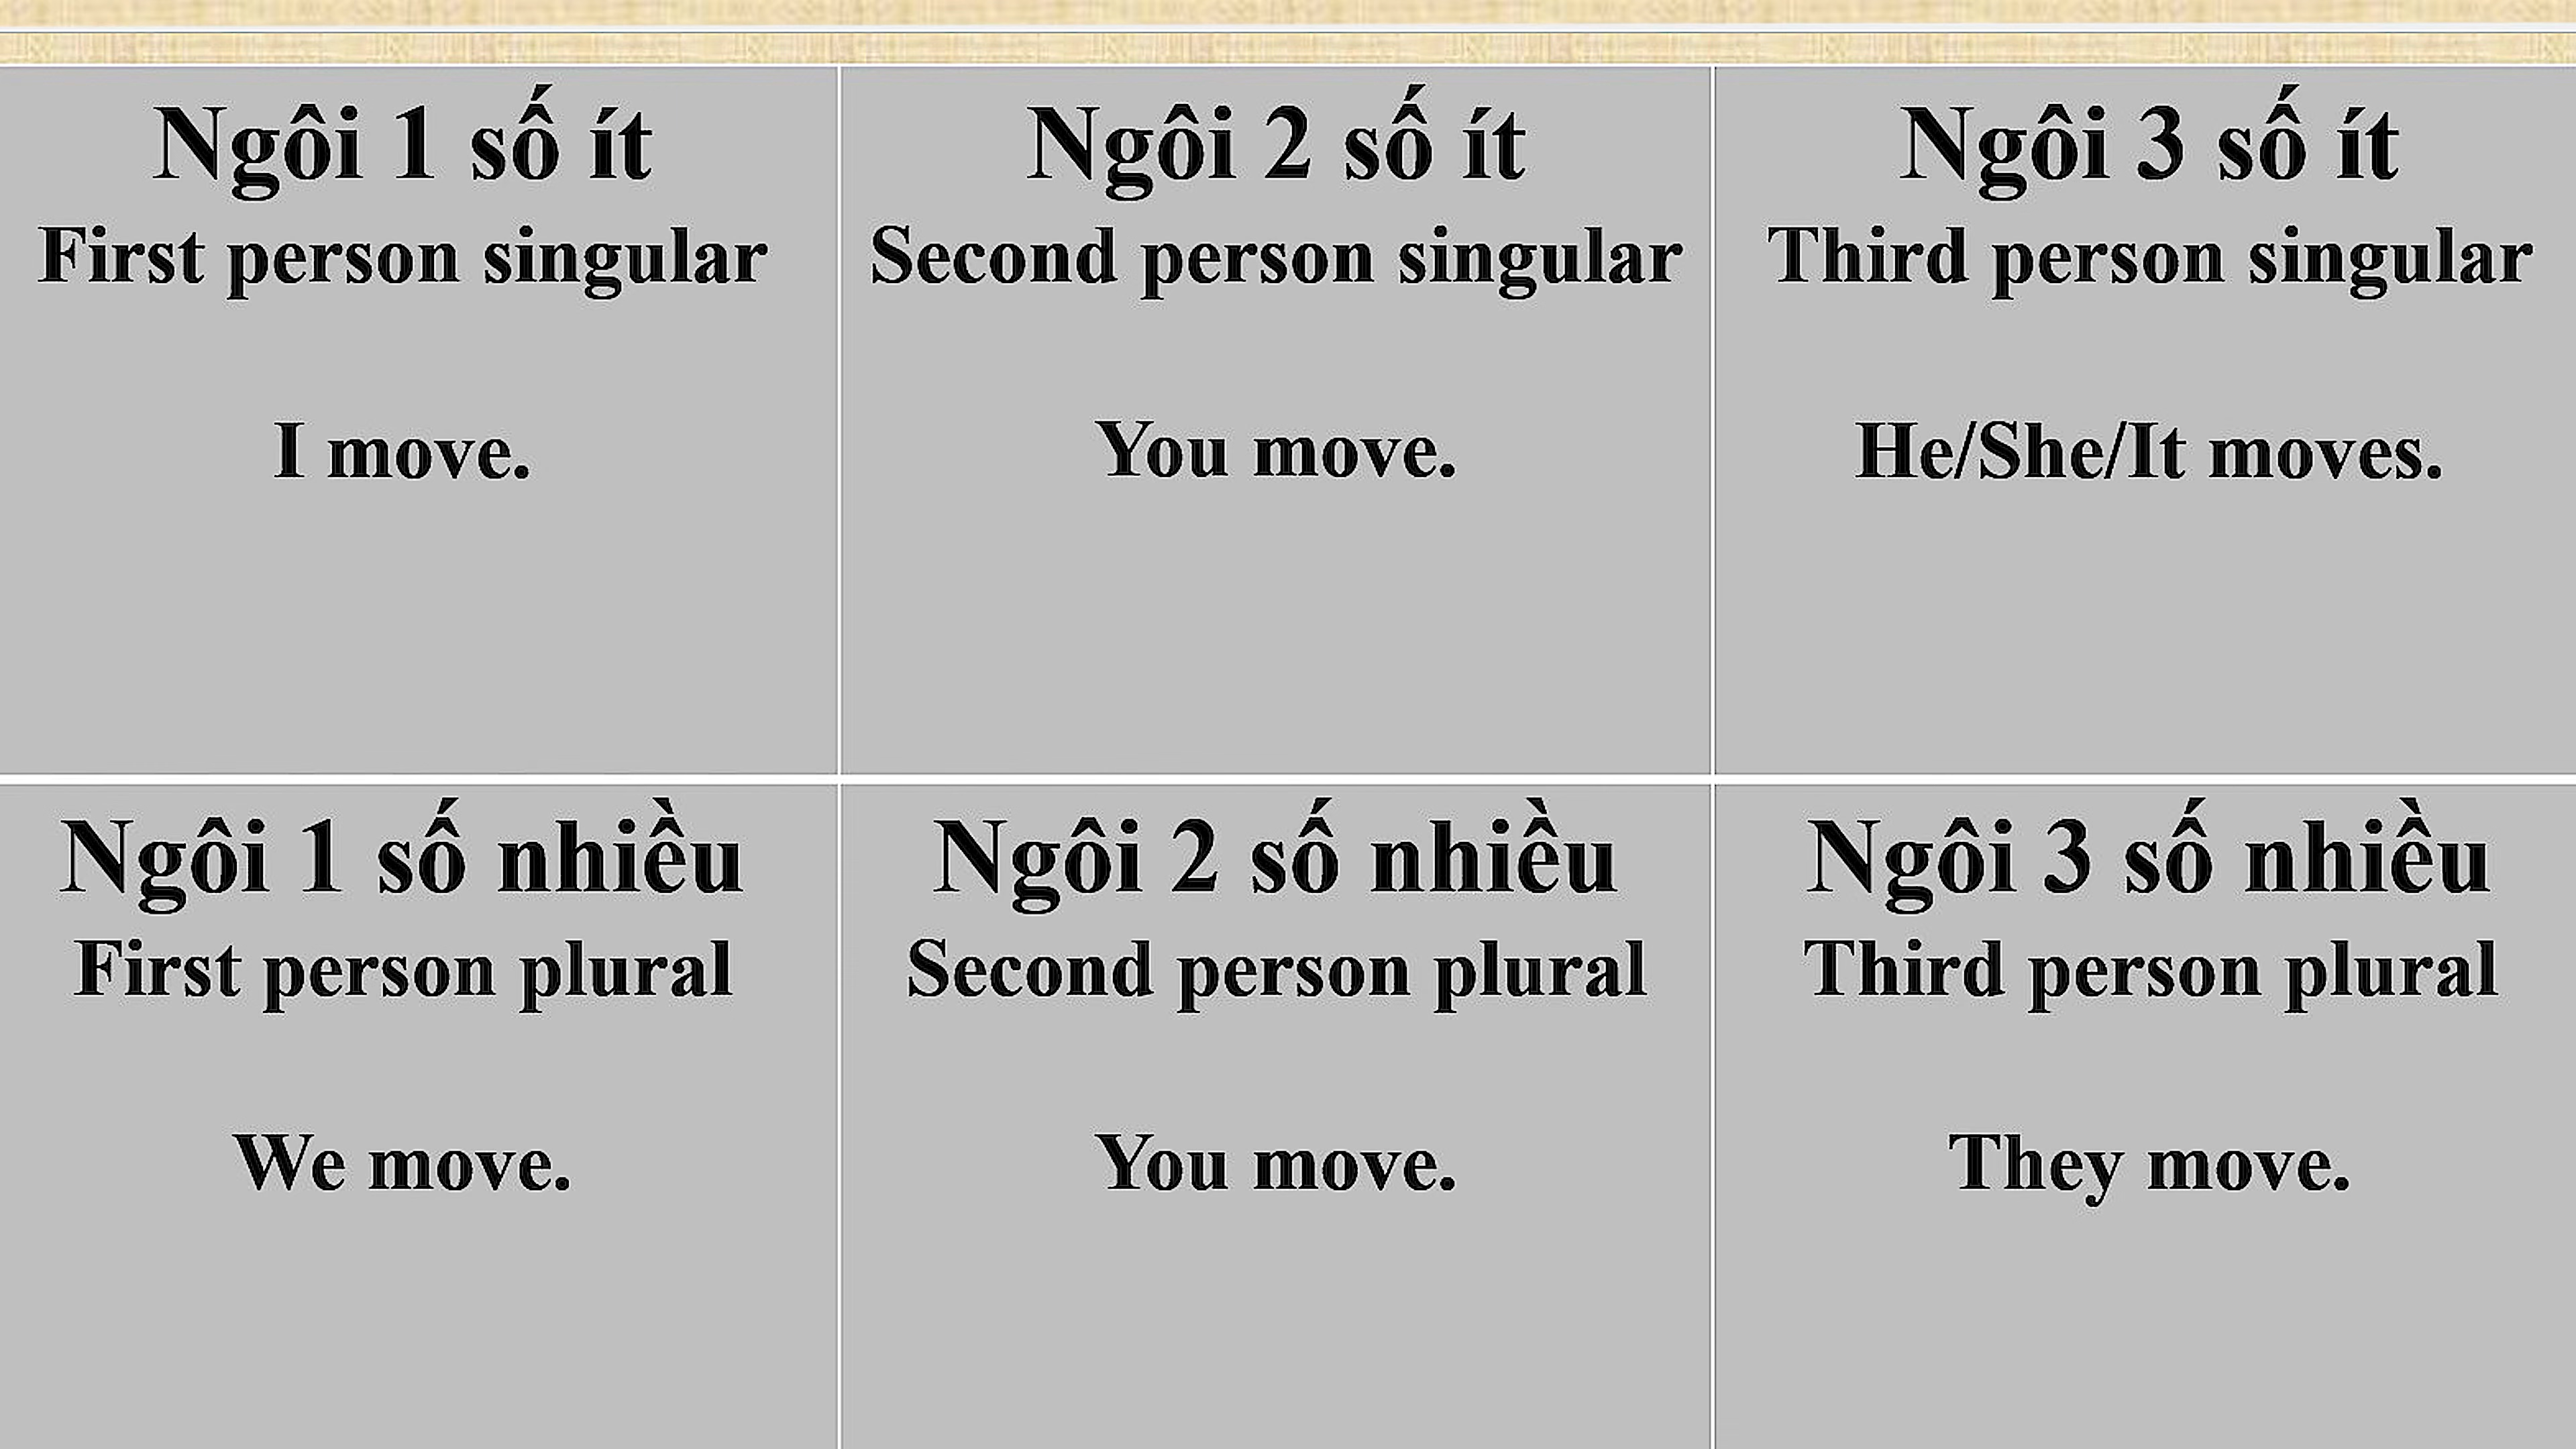 Ngôi 1 số ít
First person singular
I move.
Ngôi 2 số ít
Second person singular
You move.
Ngôi 3 số ít
Third person singular
He/She/It moves.
Ngôi 1 số nhiều
First person plural
We move.
Ngôi 2 số nhiều
Second person plural
You move.
Ngôi 3 số nhiều
Third person plural
They move.